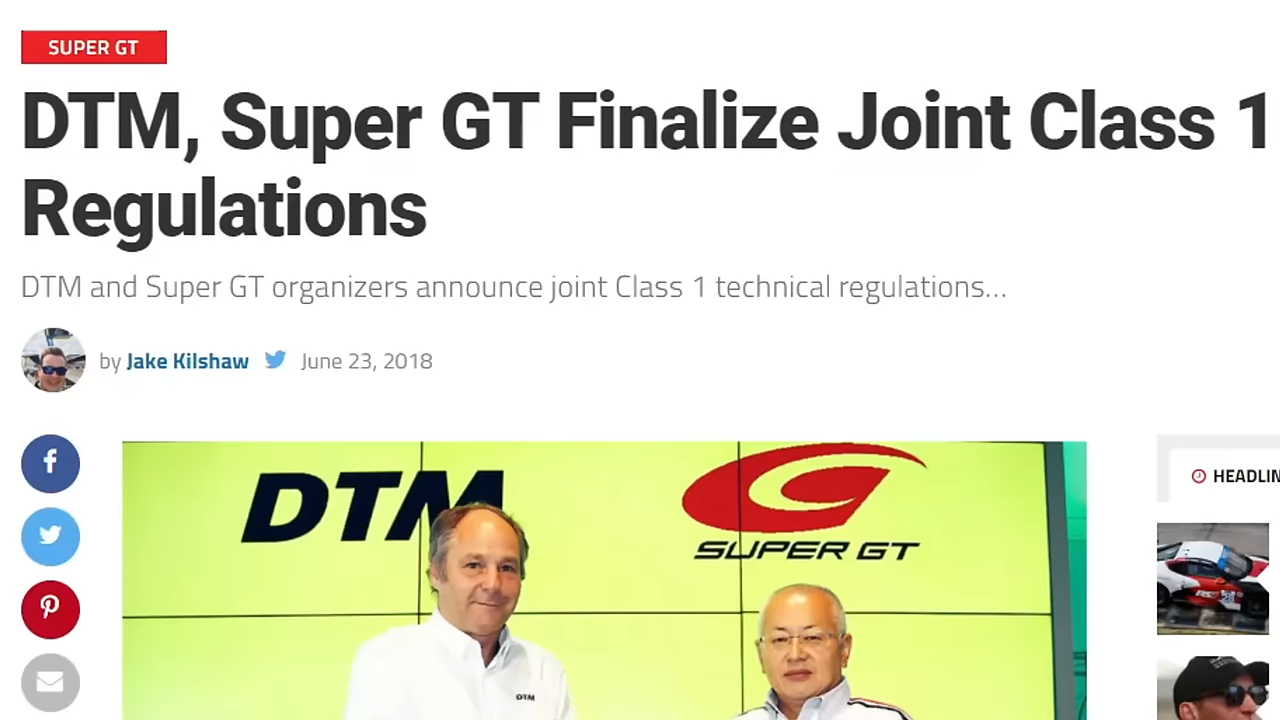 SUPER GT
DTM, Super GT Finalize Joint Class 1
Regulations
DTM and Super GT organizers announce joint Class 1 technical regulations...
by Jake Kilshaw June 23, 2018
DTM
SUPER GT
HEADLIN
DTM